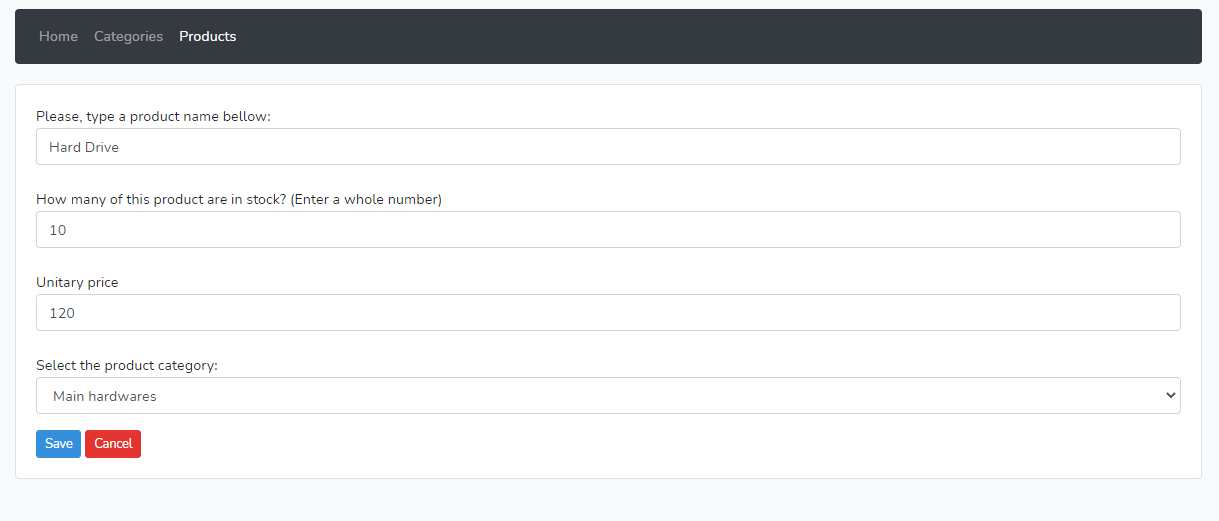 Home Categories Products
Please, type a product name bellow:
Hard Drive
How many of this product are in stock? (Enter a whole number)
10
Unitary price
120
Select the product category:
Main hardwares
Save Cancel